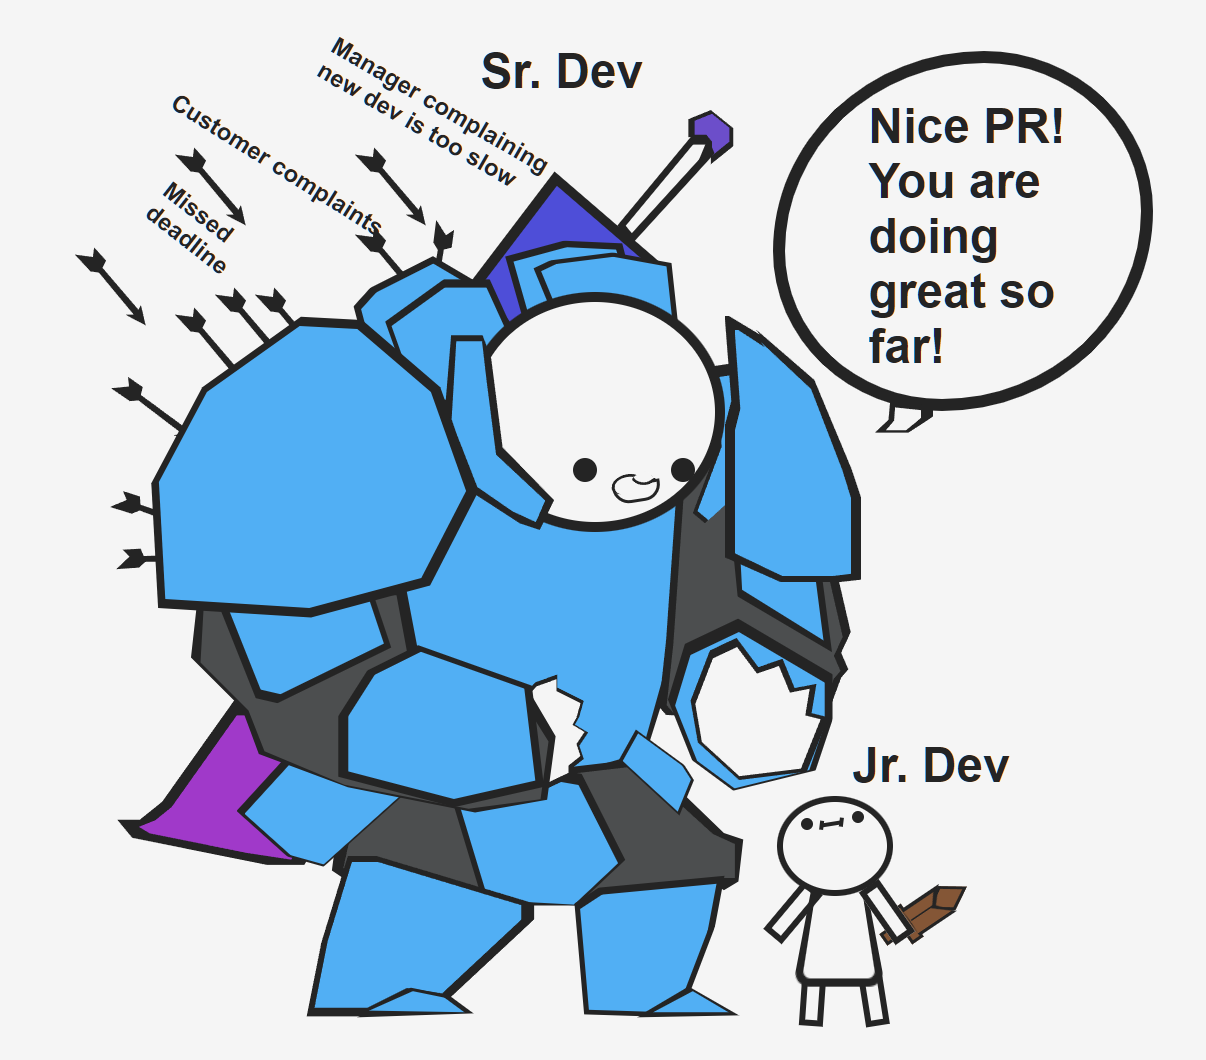 Sr. Dev
Manager complaining
new dev is too slow
Customer complaints
Missed
deadline
Nice PR!
You are
doing
great so
far!
Jr. Dev